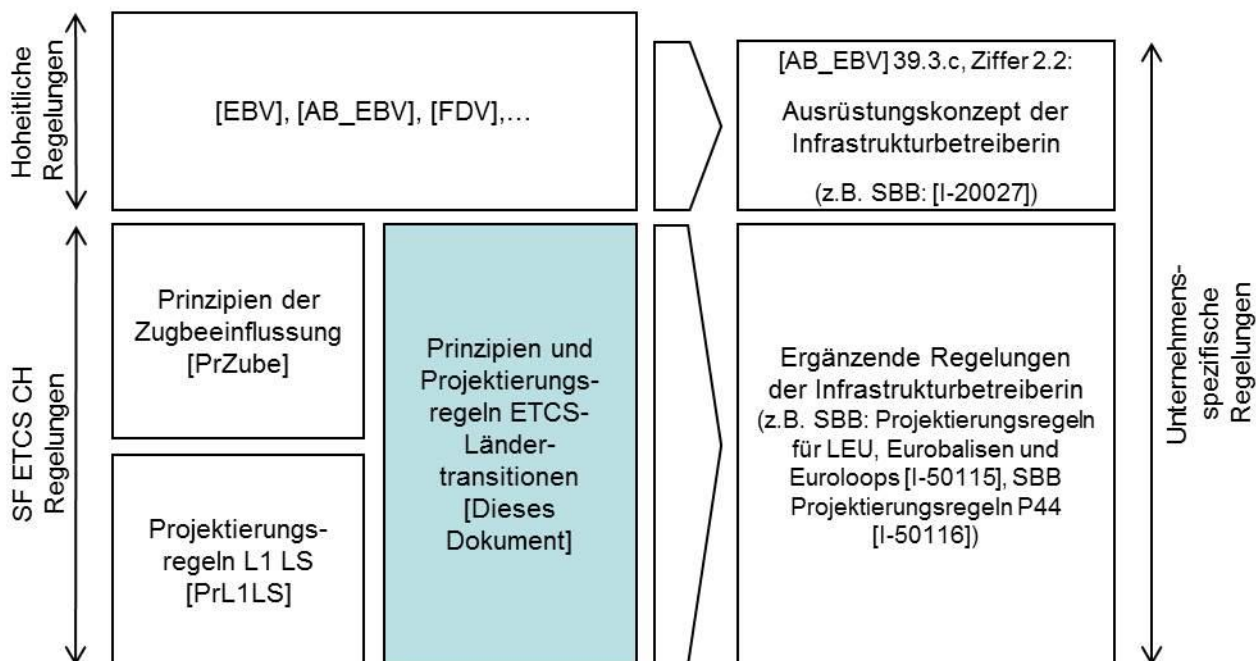 Hoheitliche
Regelungen
[EBV], [AB_EBV], [FDV],...
[AB_EBV] 39.3.c, Ziffer 2.2:
Ausrüstungskonzept der
Infrastrukturbetreiberin
(z.B. SBB: [I-20027])
SF ETCS CH
Regelungen
Prinzipien der
Zugbeeinflussung
[PrZube]
Projektierungs-
regeln L1 LS
[PrL1LS]
Prinzipien und
Projektierungs-
regeln ETCS-
Länder-
transitionen
[Dieses
Dokument]
Ergänzende Regelungen
der Infrastrukturbetreiberin
(z.B. SBB: Projektierungsregeln
für LEU, Eurobalisen und
Euroloops [I-50115], SBB
Projektierungsregeln P44
[I-50116])
Unternehmens-
spezifische
Regelungen